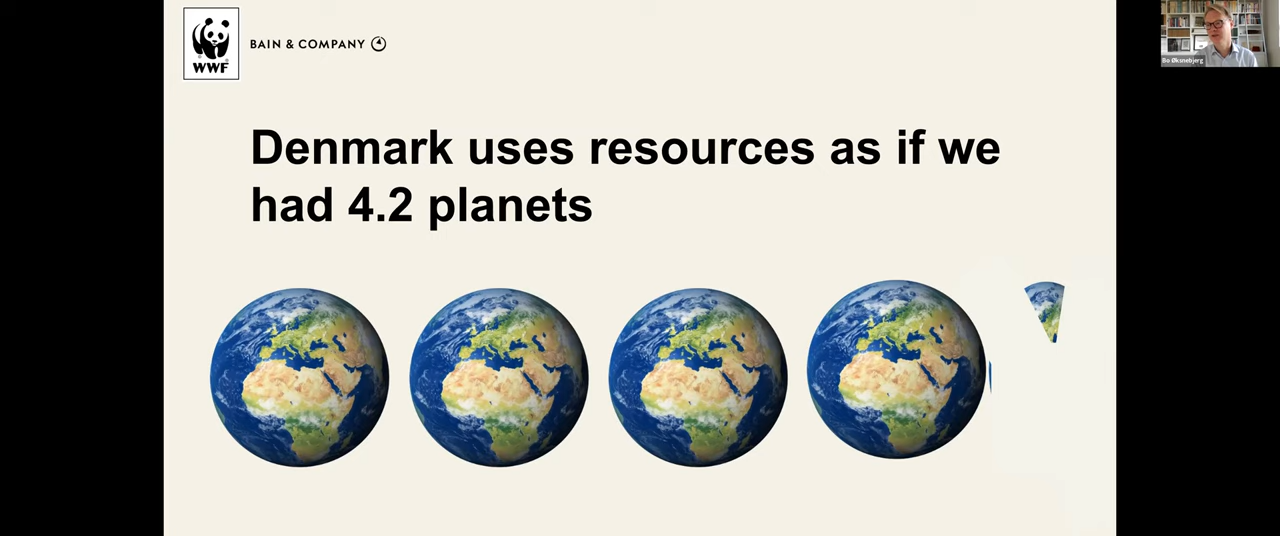 WWF
BAIN & COMPANY
Bo Øksnebjerg
Denmark uses resources as if we
had 4.2 planets